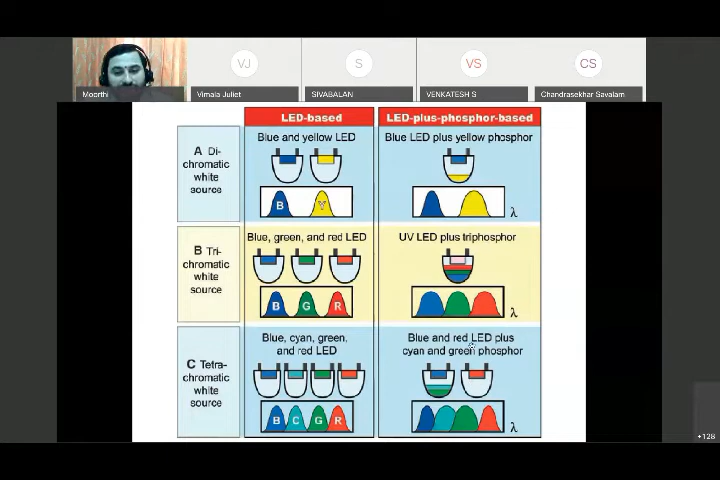 VJ
S
VS
CS
Moorthi
Vimala Juliet
SIVABALAN
VENKATESH S
Chandrasekhar Savalam
LED-based
LED-plus-phosphor-based
A Di-
chromatic
white
source
Blue and yellow LED
B
Y
Blue LED plus yellow phosphor
λ
B Tri-
chromatic
white
source
Blue, green, and red LED
B
G
R
UV LED plus triphosphor
λ
C Tetra-
chromatic
white
source
Blue, cyan, green,
and red LED
B
C
G
R
Blue and red LED plus
cyan and green phosphor
λ
+128